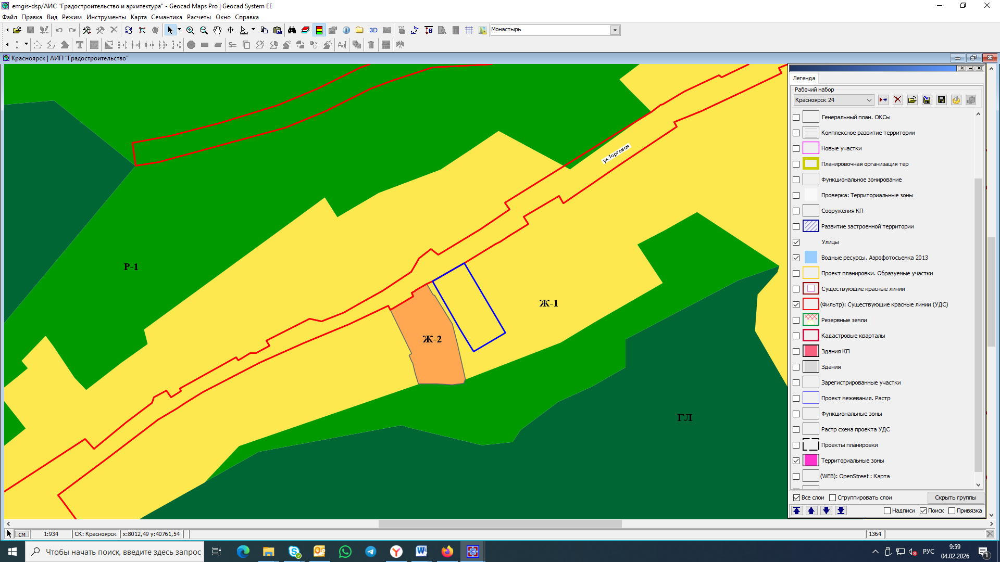 emgis-dsp/АИС "Градостроительство и архитектура" - Geocad Maps Pro | Geocad System EE
Файл Правка Вид Режим Инструменты Карта Семантика Расчеты Окно Справка
3D
Монастырь
Красноярск | АИП "Градостроительство"
ул.Торговая
Р-1
Ж-1
Ж-2
ГЛ
Легенда
Рабочий набор
Красноярск 24
Генеральный план. ОКСы
Комплексное развитие территории
Новые участки
Планировочная организация тер
Функциональное зонирование
Проверка: Территориальные зоны
Сооружения КП
Развитие застроенной территории
Улицы
Водные ресурсы. Аэрофотосъемка 2013
Проект планировки. Образуемые участки
Существующие красные линии
(Фильтр): Существующие красные линии (УДС)
Резервные земли
Кадастровые кварталы
Здания КП
Здания
Зарегистрированные участки
Проект межевания. Растр
Функциональные зоны
Растр схема проекта УДС
Проекты планировки
Территориальные зоны
(WEB): OpenStreet : Карта
Все слои Сгруппировать слои Скрыть группы
Надписи Поиск Привязка
см 1:934 СК: Красноярск x:8012,49 y:40761,54 1364
Чтобы начать поиск, введите здесь запрос
РУС
9:59
04.02.2026
1